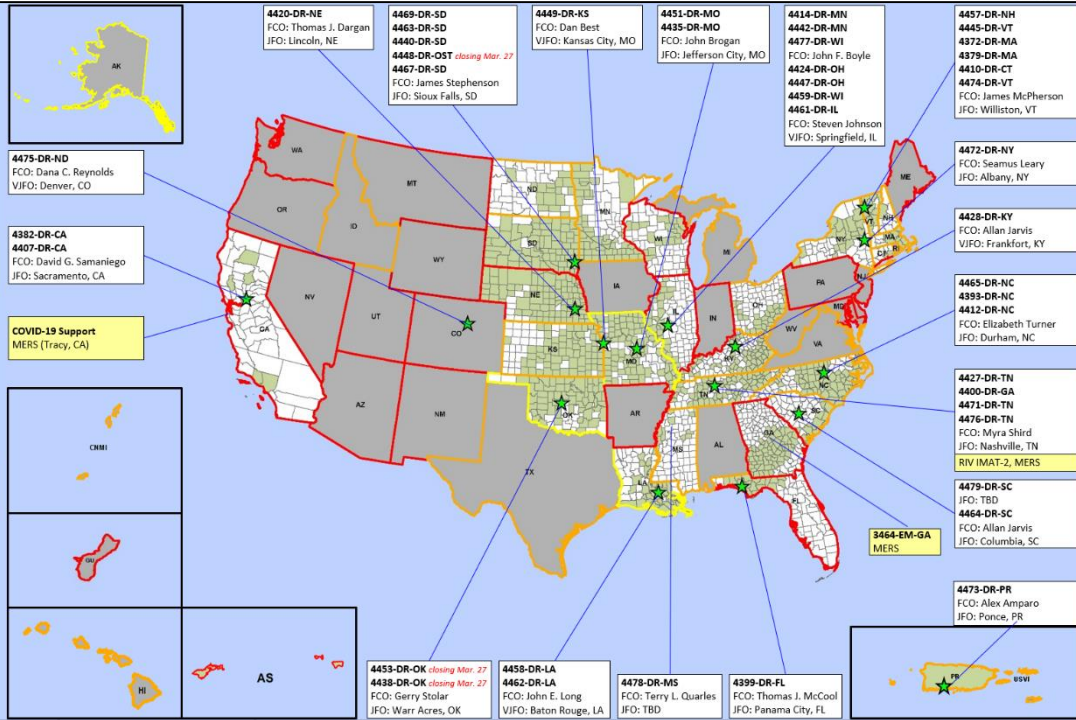 4420-DR-NE
FCO: Thomas J. Dargan
JFO: Lincoln, NE
4469-DR-SD
4463-DR-SD
4440-DR-SD
4448-DR-OST closing Mar. 27
4467-DR-SD
FCO: James Stephenson
JFO: Sioux Falls, SD
4449-DR-KS
FCO: Dan Best
VJFO: Kansas City, MO
4451-DR-MO
4435-DR-MO
FCO: John Brogan
JFO: Jefferson City, MO
4414-DR-MN
4442-DR-MN
4477-DR-WI
FCO: John F. Boyle
4424-DR-OH
4447-DR-OH
4459-DR-WI
4461-DR-IL
FCO: Steven Johnson
VJFO: Springfield, IL
4457-DR-NH
4445-DR-VT
4372-DR-MA
4379-DR-MA
4410-DR-CT
4474-DR-VT
FCO: James McPherson
JFO: Williston, VT
AK
4475-DR-ND
FCO: Dana C. Reynolds
VJFO: Denver, CO
4472-DR-NY
FCO: Seamus Leary
JFO: Albany, NY
4382-DR-CA
4407-DR-CA
FCO: David G. Samaniego
JFO: Sacramento, CA
4428-DR-KY
FCO: Allan Jarvis
VJFO: Frankfort, KY
COVID-19 Support
MERS (Tracy, CA)
4465-DR-NC
4393-DR-NC
4412-DR-NC
FCO: Elizabeth Turner
JFO: Durham, NC
4427-DR-TN
4400-DR-GA
4471-DR-TN
4476-DR-TN
FCO: Myra Shird
JFO: Nashville, TN
RIV IMAT-2, MERS
4479-DR-SC
JFO: TBD
4464-DR-SC
FCO: Allan Jarvis
JFO: Columbia, SC
3464-EM-GA
MERS
4473-DR-PR
FCO: Alex Amparo
JFO: Ponce, PR
WA
MT
ND
MN
ME
OR
ID
SD
WI
VT
NH
NY
MA
RI
CT
WY
MI
IA
PA
NJ
NE
NV
UT
CO
IL
IN
OH
MD
WV
VA
CA
KS
MO
KY
NC
TN
AZ
NM
OK
AR
SC
MS
AL
GA
TX
LA
FL
CNMI
GU
HI
AS
PR
USVI
4453-DR-OK closing Mar. 27
4438-DR-OK closing Mar. 27
FCO: Gerry Stolar
JFO: Warr Acres, OK
4458-DR-LA
4462-DR-LA
FCO: John E. Long
VJFO: Baton Rouge, LA
4478-DR-MS
FCO: Terry L. Quarles
JFO: TBD
4399-DR-FL
FCO: Thomas J. McCool
JFO: Panama City, FL